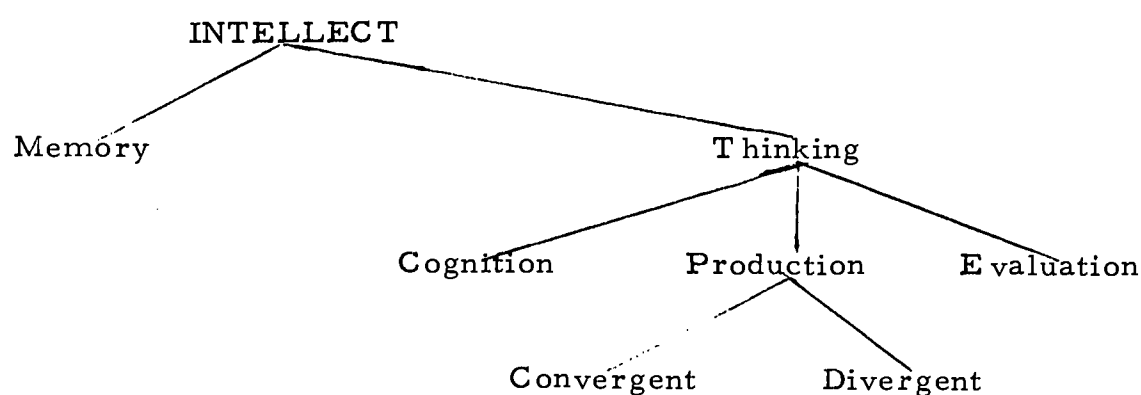 INTELLECT
Memory Thinking
Cognition Production Evaluation
Convergent Divergent